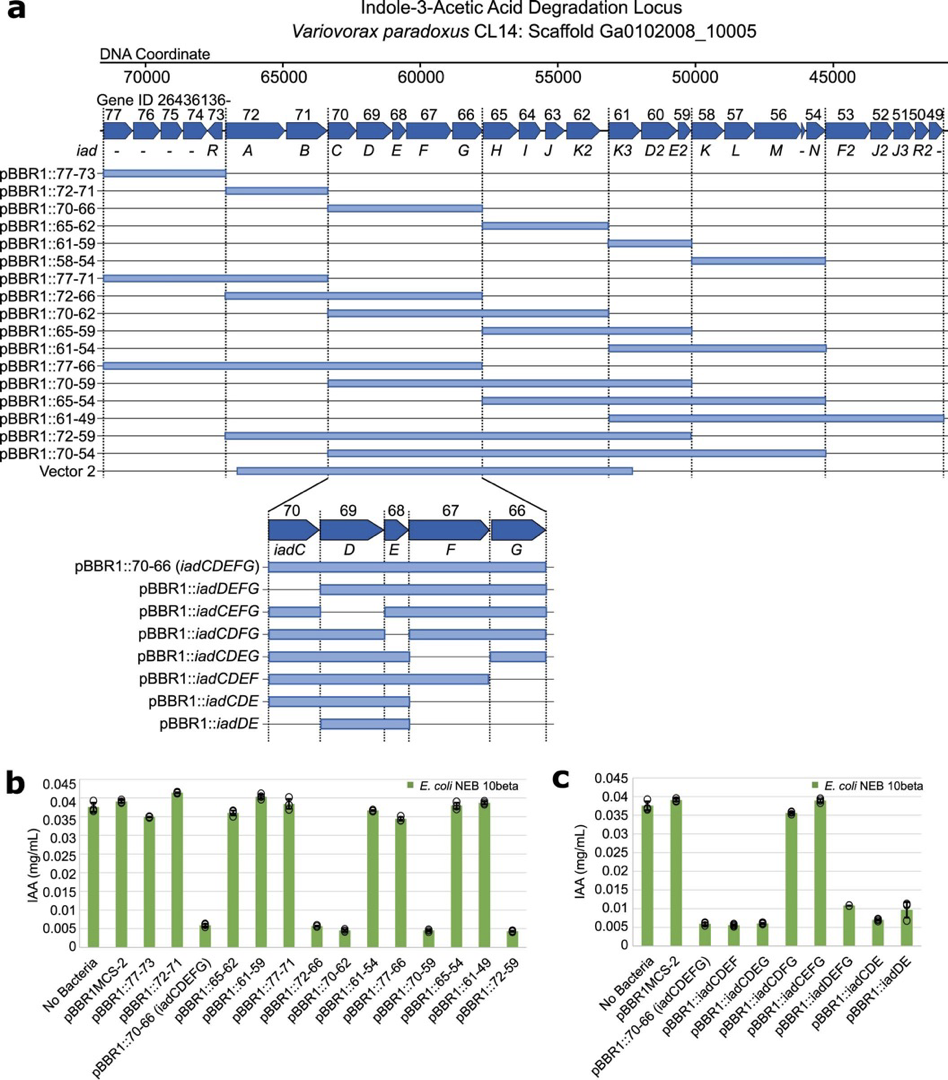 a
Indole-3-Acetic Acid Degradation Locus
Variovorax paradoxus CL14: Scaffold Ga0102008_10005
DNA Coordinate
70000 65000 60000 55000 50000 45000
Gene ID 26436136-
77 76 75 74 73 72 71 70 69 68 67 66 65 64 63 62 61 60 59 58 57 56 54 53 52 51 50 49
iad - - - - R A B C D E F G H I J K2 K3 D2 E2 K L M - N F2 J2 J3 R2 -
pBBR1::77-73
pBBR1::72-71
pBBR1::70-66
pBBR1::65-62
pBBR1::61-59
pBBR1::58-54
pBBR1::77-71
pBBR1::72-66
pBBR1::70-62
pBBR1::65-59
pBBR1::61-54
pBBR1::77-66
pBBR1::70-59
pBBR1::65-54
pBBR1::61-49
pBBR1::72-59
pBBR1::70-54
Vector 2
70 69 68 67 66
iadC D E F G
pBBR1::70-66 (iadCDEFG)
pBBR1::iadDEFG
pBBR1::iadCEFG
pBBR1::iadCDFG
pBBR1::iadCDEG
pBBR1::iadCDEF
pBBR1::iadCDE
pBBR1::iadDE
b
E. coli NEB 10beta
IAA (mg/mL)
0.045
0.04
0.035
0.03
0.025
0.02
0.015
0.01
0.005
0
No Bacteria
pBBR1MCS-2
pBBR1::77-73
pBBR1::72-71
pBBR1::70-66 (iadCDEFG)
pBBR1::65-62
pBBR1::61-59
pBBR1::77-71
pBBR1::72-66
pBBR1::70-62
pBBR1::61-54
pBBR1::77-66
pBBR1::70-59
pBBR1::65-54
pBBR1::61-49
pBBR1::72-59
c
E. coli NEB 10beta
IAA (mg/mL)
0.045
0.04
0.035
0.03
0.025
0.02
0.015
0.01
0.005
0
No Bacteria
pBBR1MCS-2
pBBR1::70-66 (iadCDEFG)
pBBR1::iadCDEF
pBBR1::iadCDEG
pBBR1::iadCDFG
pBBR1::iadCEFG
pBBR1::iadDEFG
pBBR1::iadCDE
pBBR1::iadDE